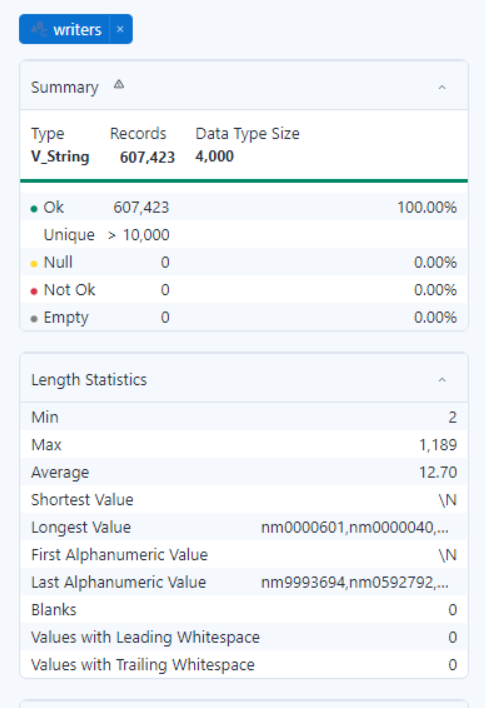 writers ×
Summary
Type Records Data Type Size
V_String 607,423 4,000
Ok 607,423 100.00%
Unique > 10,000
Null 0 0.00%
Not Ok 0 0.00%
Empty 0 0.00%
Length Statistics
Min 2
Max 1,189
Average 12.70
Shortest Value \N
Longest Value nm0000601,nm0000040,...
First Alphanumeric Value \N
Last Alphanumeric Value nm9993694,nm0592792,...
Blanks 0
Values with Leading Whitespace 0
Values with Trailing Whitespace 0